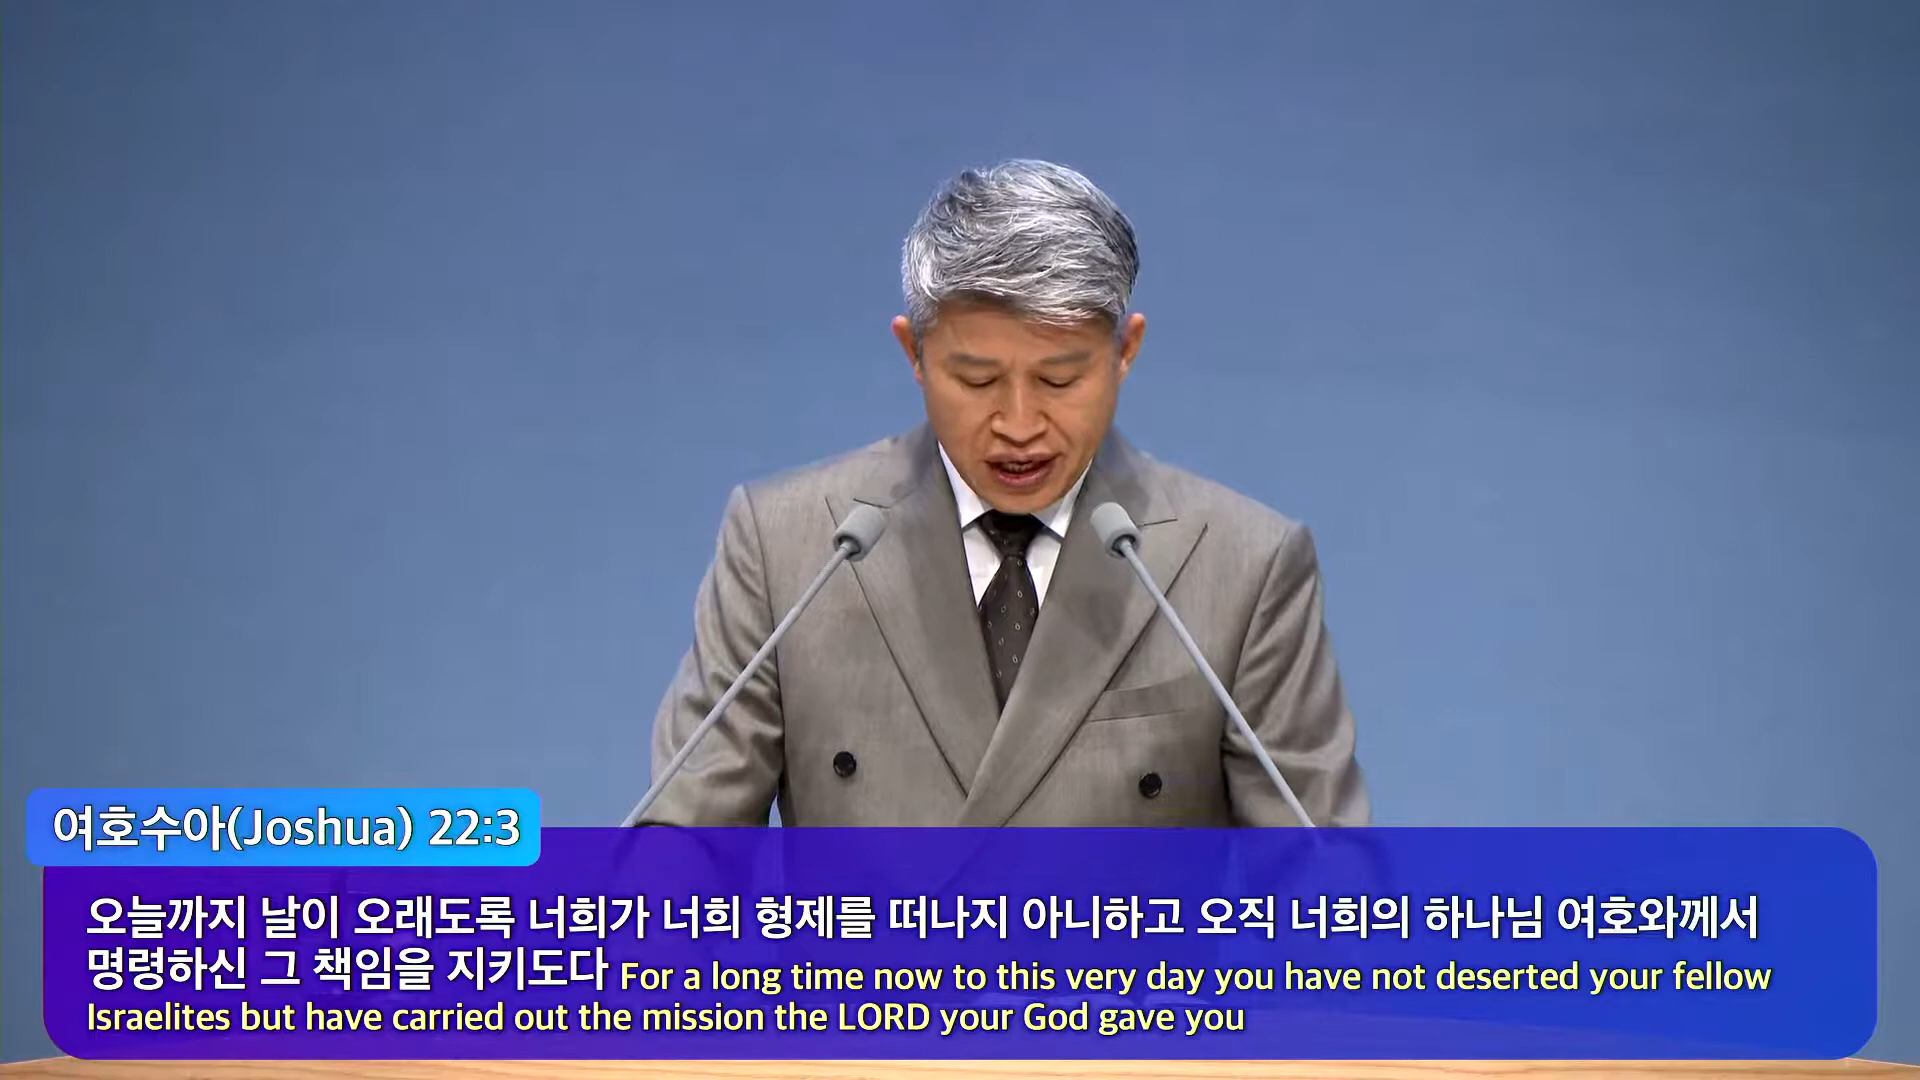 여호수아(Joshua) 22:3
오늘까지 날이 오래도록 너희가 너희 형제를 떠나지 아니하고 오직 너희의 하나님 여호와께서
명령하신 그 책임을 지키도다 For a long time now to this very day you have not deserted your fellow
Israelites but have carried out the mission the LORD your God gave you